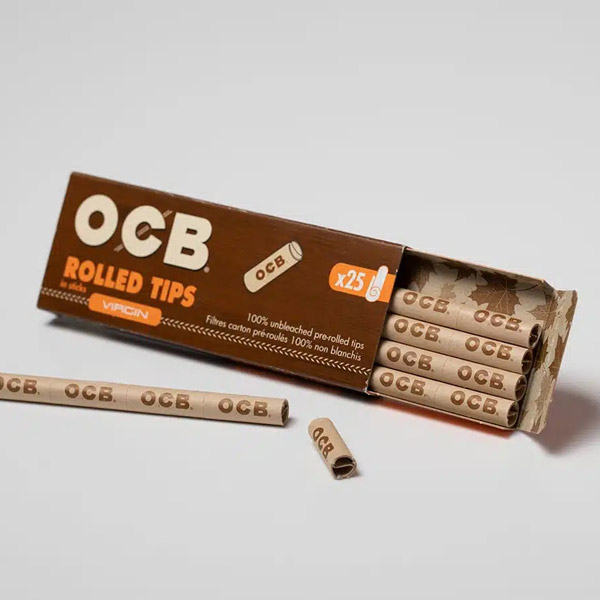 OCB
ROLLED TIPS
in sticks
VIRGIN
OCB
x25
100% unbleached pre-rolled tips
Filtres carton pré-roulés 100% non blanchis
OCB OCB
OCB OCB
OCB OCB
OCB OCB
OCB OCB OCB OCB
OCB